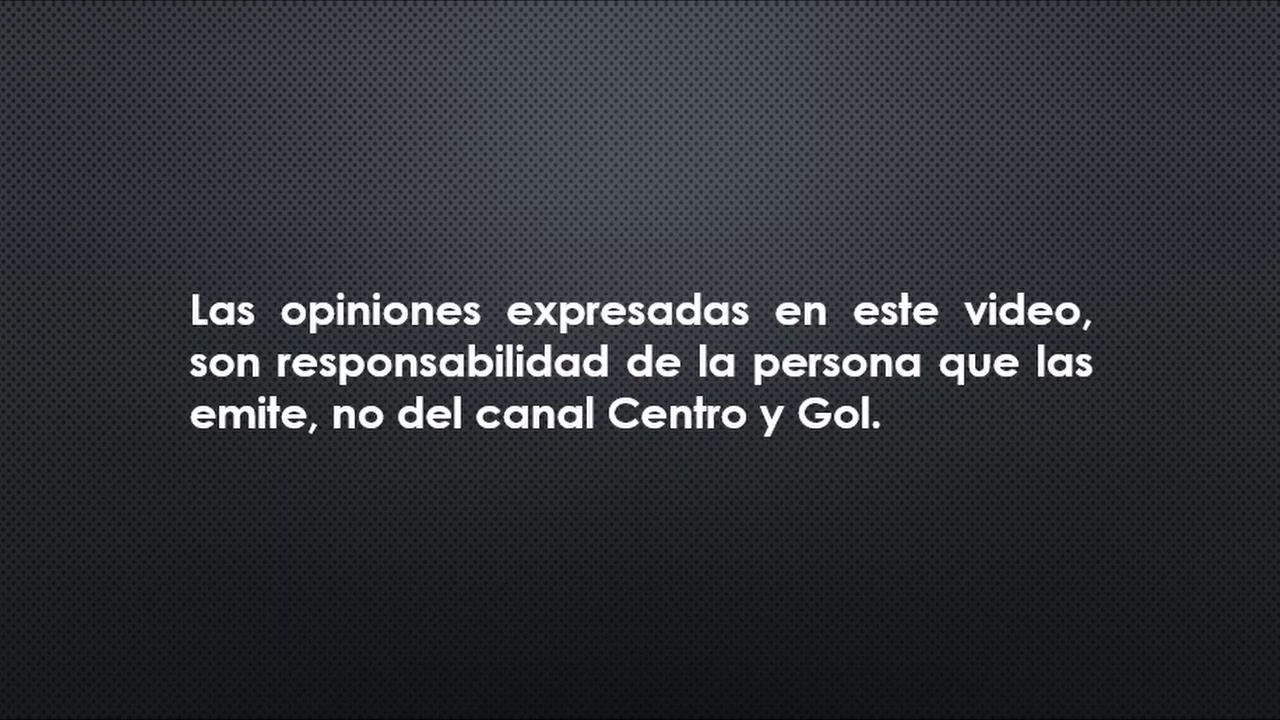 Las opiniones expresadas en este video,
son responsabilidad de la persona que las
emite, no del canal Centro y Gol.